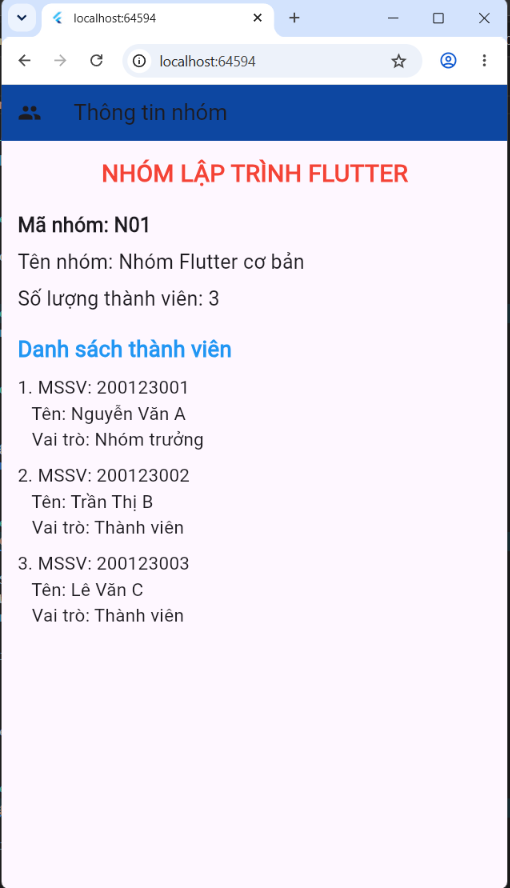 localhost:64594
localhost:64594
Thông tin nhóm
NHÓM LẬP TRÌNH FLUTTER
Mã nhóm: N01
Tên nhóm: Nhóm Flutter cơ bản
Số lượng thành viên: 3
Danh sách thành viên
1. MSSV: 200123001
Tên: Nguyễn Văn A
Vai trò: Nhóm trưởng
2. MSSV: 200123002
Tên: Trần Thị B
Vai trò: Thành viên
3. MSSV: 200123003
Tên: Lê Văn C
Vai trò: Thành viên